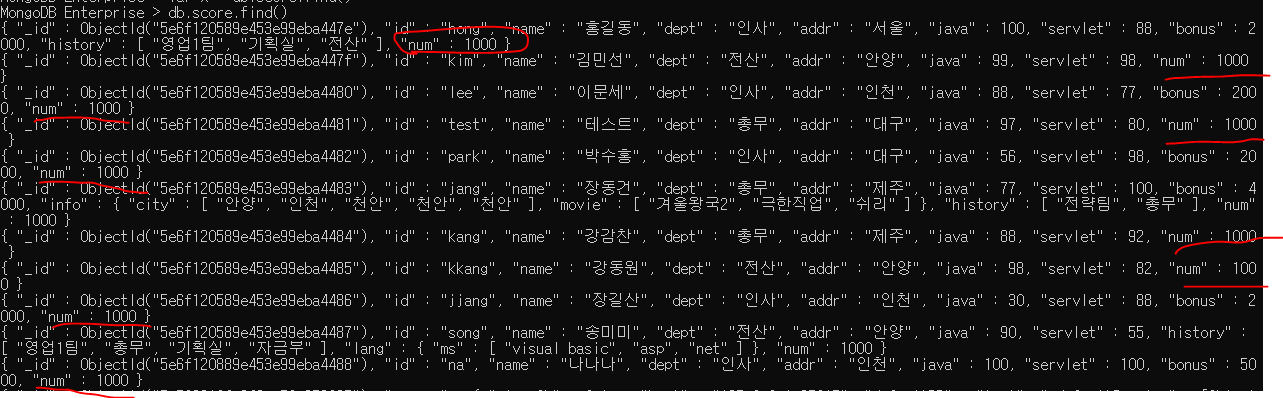 MongoDB Enterprise > db.score.find()
{ "_id" : ObjectId("5e6f120589e453e99eba447e"), "id" : "hong", "name" : "홍길동", "dept" : "인사", "addr" : "서울", "java" : 100, "servlet" : 88, "bonus" : 2
000, "history" : [ "영업1팀", "기획실", "전산" ], "num" : 1000 }
{ "_id" : ObjectId("5e6f120589e453e99eba447f"), "id" : "kim", "name" : "김민선", "dept" : "전산", "addr" : "안양", "java" : 99, "servlet" : 98, "num" : 1000
}
{ "_id" : ObjectId("5e6f120589e453e99eba4480"), "id" : "lee", "name" : "이문세", "dept" : "인사", "addr" : "인천", "java" : 88, "servlet" : 77, "bonus" : 200
0, "num" : 1000 }
{ "_id" : ObjectId("5e6f120589e453e99eba4481"), "id" : "test", "name" : "테스트", "dept" : "총무", "addr" : "대구", "java" : 97, "servlet" : 80, "num" : 1000
}
{ "_id" : ObjectId("5e6f120589e453e99eba4482"), "id" : "park", "name" : "박수홍", "dept" : "인사", "addr" : "대구", "java" : 56, "servlet" : 98, "bonus" : 20
00, "num" : 1000 }
{ "_id" : ObjectId("5e6f120589e453e99eba4483"), "id" : "jang", "name" : "장동건", "dept" : "총무", "addr" : "제주", "java" : 77, "servlet" : 100, "bonus" : 4
000, "info" : { "city" : [ "안양", "인천", "천안", "천안", "천안" ], "movie" : [ "겨울왕국2", "극한직업", "쉬리" ] }, "history" : [ "전략팀", "총무" ], "num"
: 1000 }
{ "_id" : ObjectId("5e6f120589e453e99eba4484"), "id" : "kang", "name" : "강감찬", "dept" : "총무", "addr" : "제주", "java" : 88, "servlet" : 92, "num" : 1000
}
{ "_id" : ObjectId("5e6f120589e453e99eba4485"), "id" : "kkang", "name" : "강동원", "dept" : "전산", "addr" : "안양", "java" : 98, "servlet" : 82, "num" : 100
0 }
{ "_id" : ObjectId("5e6f120589e453e99eba4486"), "id" : "jjang", "name" : "장길산", "dept" : "인사", "addr" : "인천", "java" : 30, "servlet" : 88, "bonus" : 2
000, "num" : 1000 }
{ "_id" : ObjectId("5e6f120589e453e99eba4487"), "id" : "song", "name" : "송미미", "dept" : "전산", "addr" : "안양", "java" : 90, "servlet" : 55, "history" :
[ "영업1팀", "총무", "기획실", "자금부" ], "lang" : { "ms" : [ "visual basic", "asp", "net" ] }, "num" : 1000 }
{ "_id" : ObjectId("5e6f120589e453e99eba4488"), "id" : "na", "name" : "나나나", "dept" : "인사", "addr" : "인천", "java" : 100, "servlet" : 100, "bonus" : 50
00, "num" : 1000 }